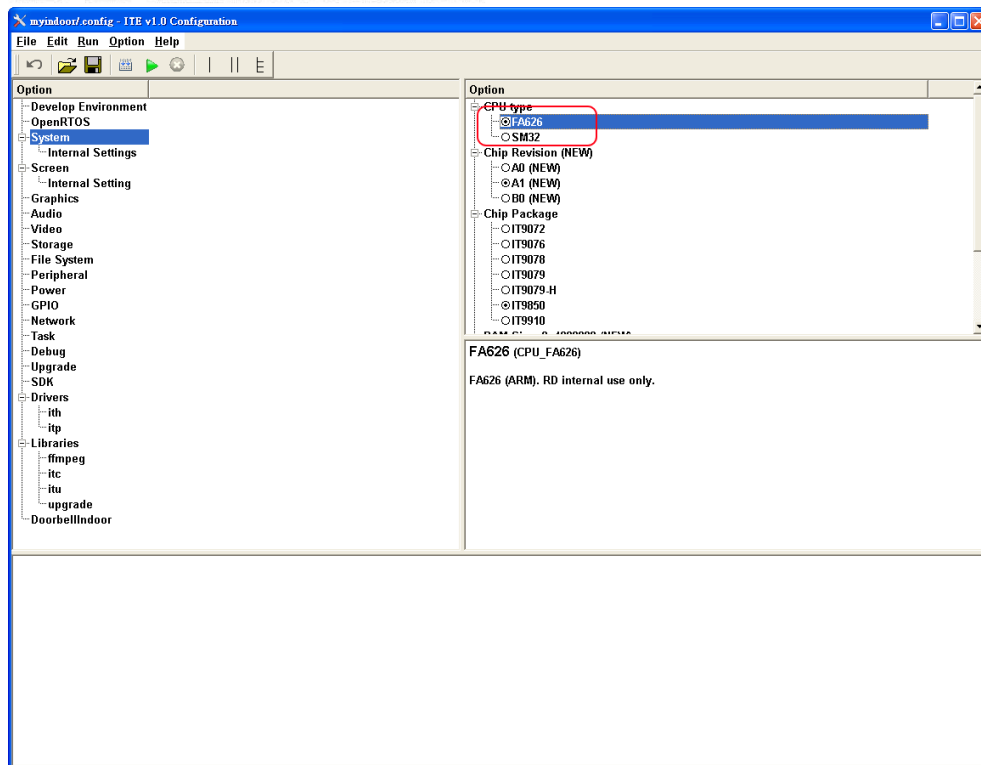 myindoor/.config - ITE v1.0 Configuration
File Edit Run Option Help
Option
Develop Environment
OpenRTOS
System
Internal Settings
Screen
Internal Setting
Graphics
Audio
Video
Storage
File System
Peripheral
Power
GPIO
Network
Task
Debug
Upgrade
SDK
Drivers
ith
itp
Libraries
ffmpeg
itc
itu
upgrade
DoorbellIndoor
Option
CPU type
FA626
SM32
Chip Revision (NEW)
A0 (NEW)
A1 (NEW)
B0 (NEW)
Chip Package
IT9072
IT9076
IT9078
IT9079
IT9079-H
IT9850
IT9910
FA626 (CPU_FA626)
FA626 (ARM). RD internal use only.